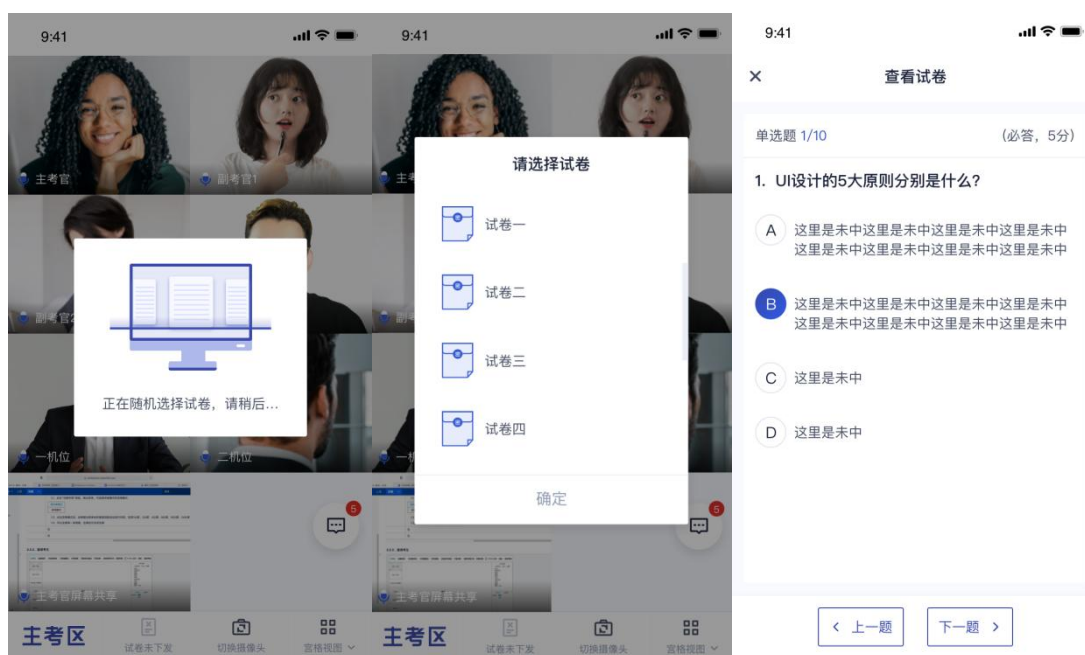 9:41
主考官
副考官1
副考官2
正在随机选择试卷，请稍后...
一机位
二机位
主考官屏幕共享
5
主考区
试卷未下发
切换摄像头
宫格视图
9:41
请选择试卷
试卷一
试卷二
试卷三
试卷四
确定
主考官屏幕共享
5
主考区
试卷未下发
切换摄像头
宫格视图
9:41
查看试卷
单选题 1/10
（必答，5分）
1. UI设计的5大原则分别是什么？
A 这里是未中这里是未中这里是未中这里是未中
这里是未中这里是未中这里是未中这里是未中
B 这里是未中这里是未中这里是未中这里是未中
这里是未中这里是未中这里是未中这里是未中
C 这里是未中
D 这里是未中
上一题
下一题